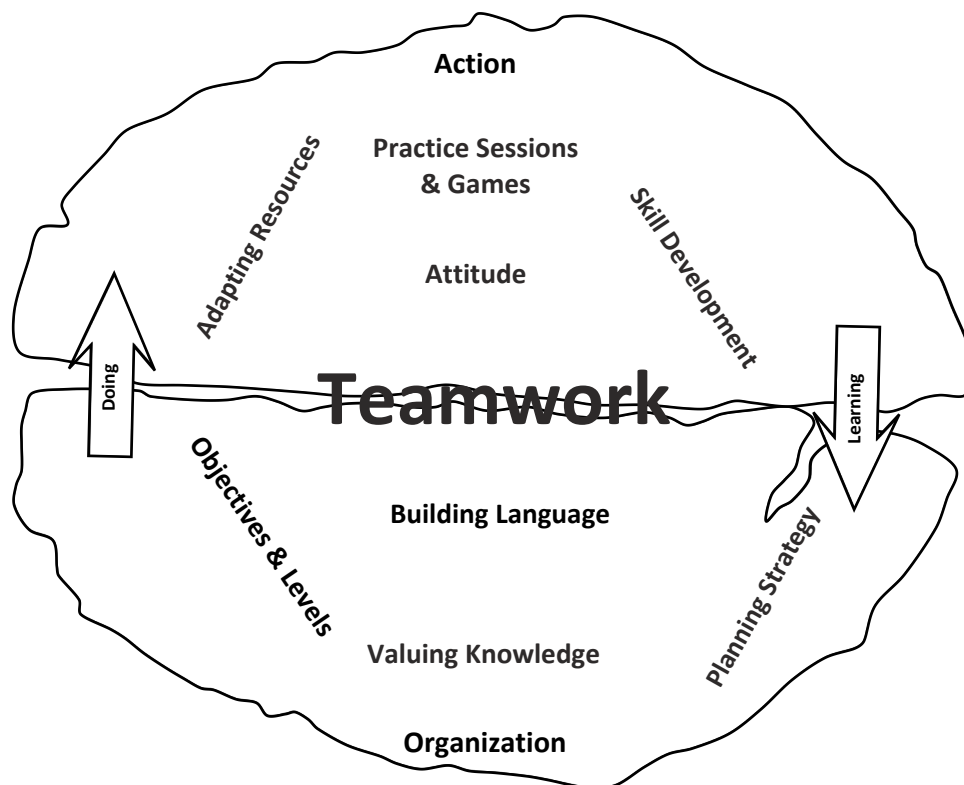 Action
Practice Sessions
& Games
Adapting Resources
Skill Development
Attitude
Doing
Teamwork
Learning
Objectives & Levels
Building Language
Planning Strategy
Valuing Knowledge
Organization